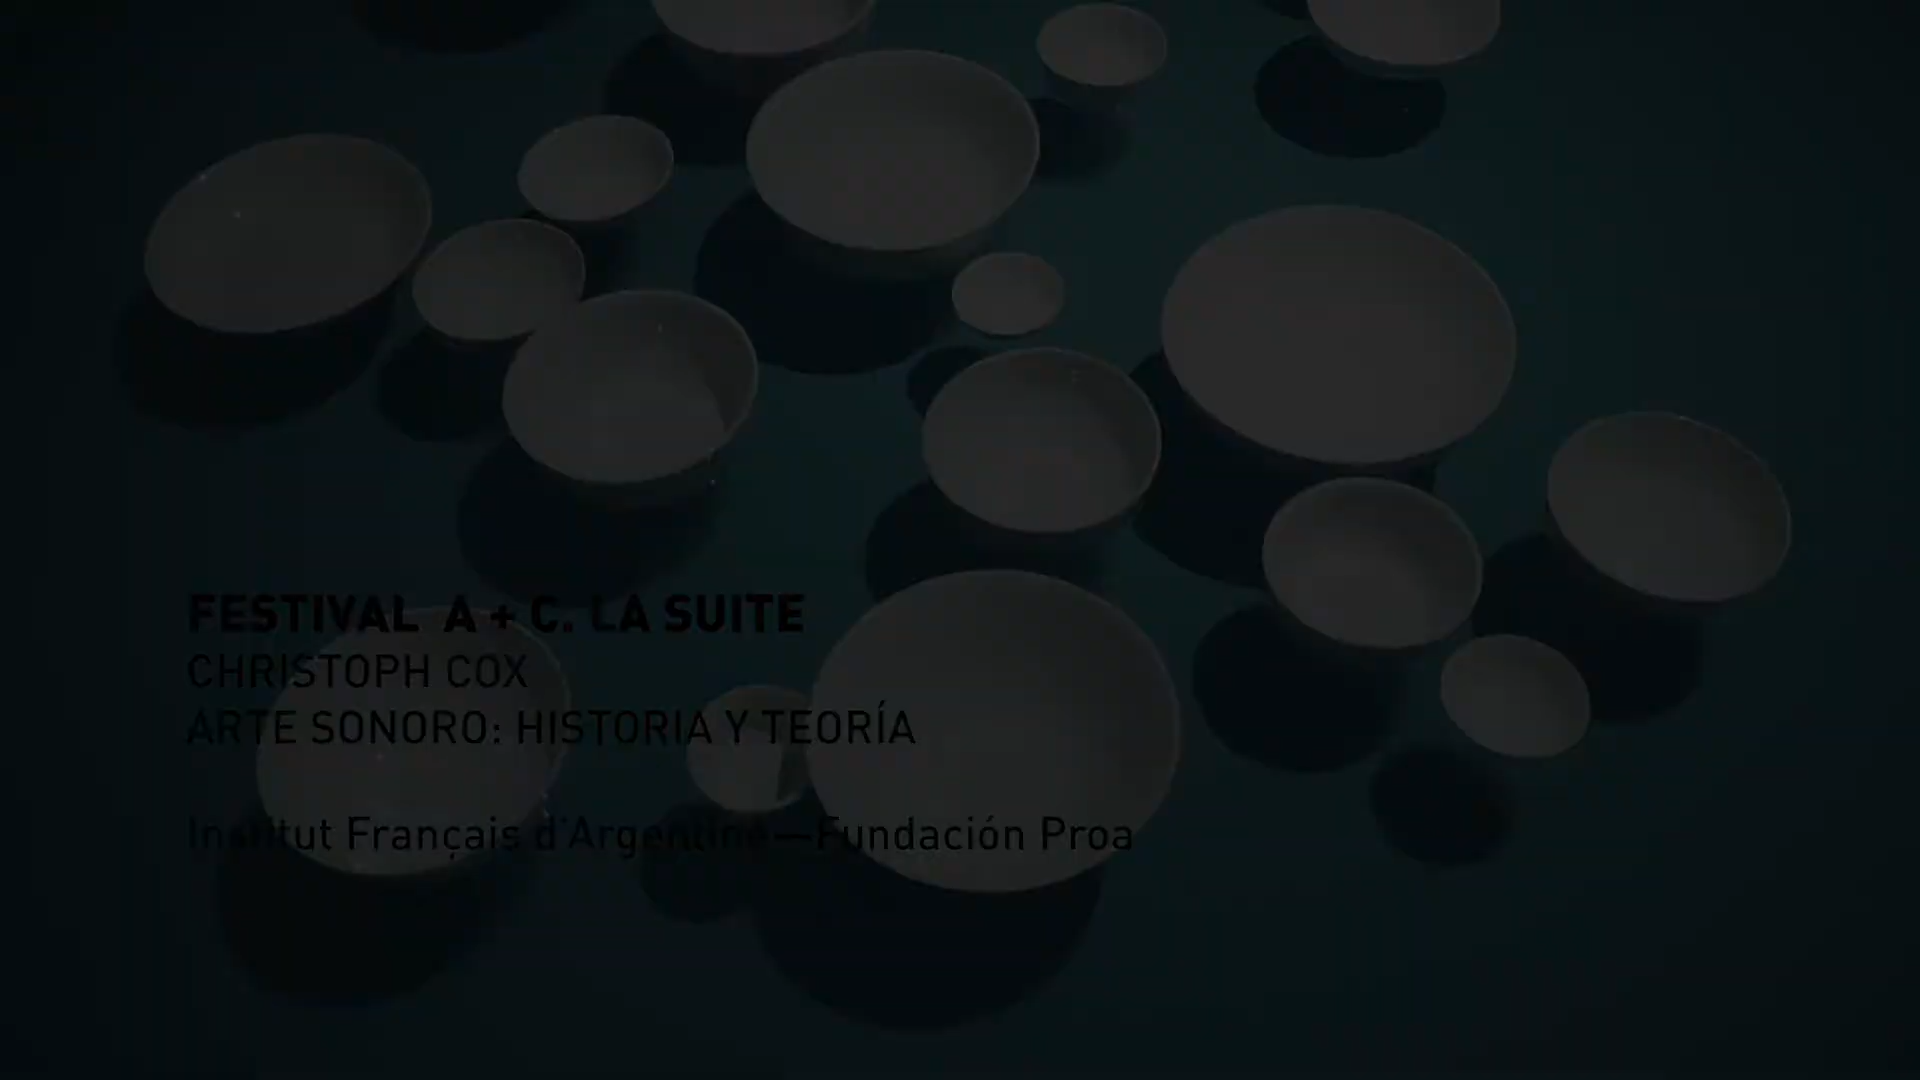 FESTIVAL A + C. LA SUITE
CHRISTOPH COX
ARTE SONORO: HISTORIA Y TEORÍA
Institut Français d'Argentine—Fundación Proa